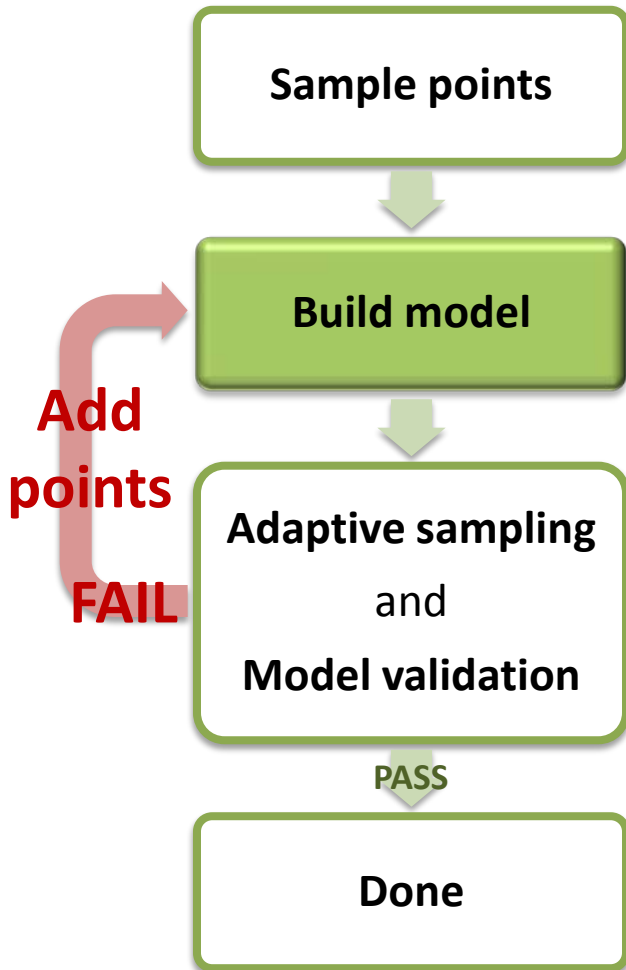 Sample points
Build model
Add
points
FAIL
Adaptive sampling
and
Model validation
PASS
Done